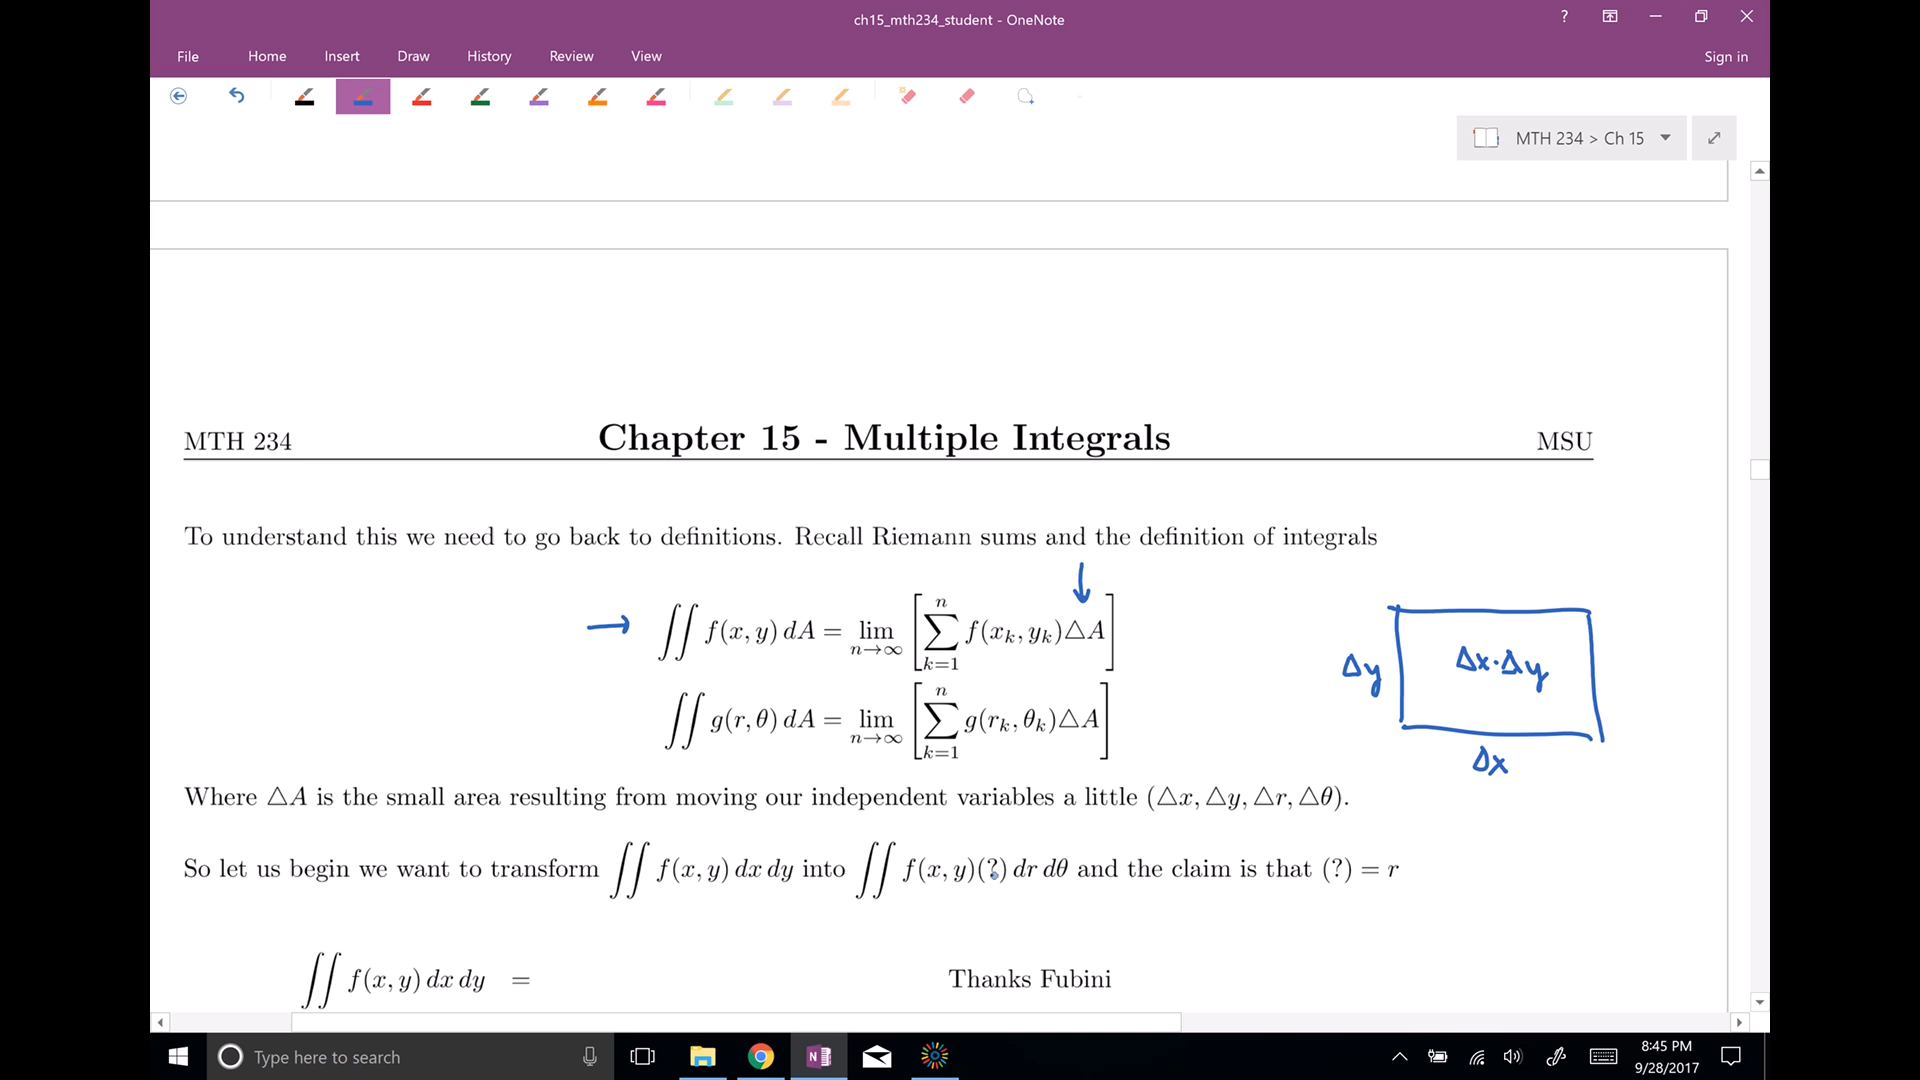 ch15_mth234_student - OneNote
?
File Home Insert Draw History Review View Sign in
MTH 234 > Ch 15
MTH 234 Chapter 15 - Multiple Integrals MSU
To understand this we need to go back to definitions. Recall Riemann sums and the definition of integrals
→ ∬ f(x, y) dA = lim_{n→∞} [∑_{k=1}^{n} f(x_k, y_k)△A]
↓
∬ g(r, θ) dA = lim_{n→∞} [∑_{k=1}^{n} g(r_k, θ_k)△A]
Δy
Δx·Δy
Δx
Where △A is the small area resulting from moving our independent variables a little (△x, △y, △r, △θ).
So let us begin we want to transform ∬ f(x, y) dx dy into ∬ f(x, y)(?) dr dθ and the claim is that (?) = r
∬ f(x, y) dx dy = Thanks Fubini
Type here to search
8:45 PM
9/28/2017